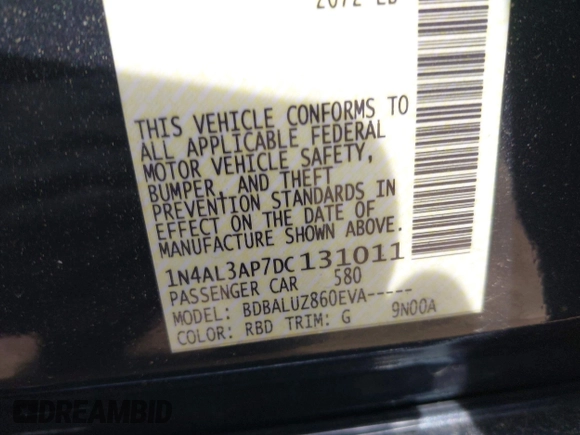 THIS VEHICLE CONFORMS TO
ALL APPLICABLE FEDERAL
MOTOR VEHICLE SAFETY,
BUMPER, AND THEFT
PREVENTION STANDARDS IN
EFFECT ON THE DATE OF
MANUFACTURE SHOWN ABOVE.
1N4AL3AP7DC131011
PASSENGER CAR 580
MODEL: BDBALUZ860EVA-----
COLOR: RBD TRIM: G 9N00A
DREAMBID